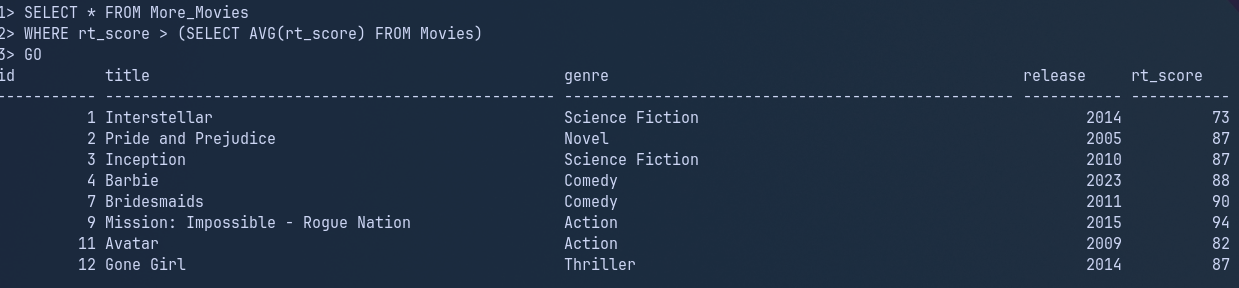 1> SELECT * FROM More_Movies
2> WHERE rt_score > (SELECT AVG(rt_score) FROM Movies)
3> GO
id title genre release rt_score
----------- -------------------------------------------------- -------------------------------------------------- ----------- -----------
1 Interstellar Science Fiction 2014 73
2 Pride and Prejudice Novel 2005 87
3 Inception Science Fiction 2010 87
4 Barbie Comedy 2023 88
7 Bridesmaids Comedy 2011 90
9 Mission: Impossible - Rogue Nation Action 2015 94
11 Avatar Action 2009 82
12 Gone Girl Thriller 2014 87